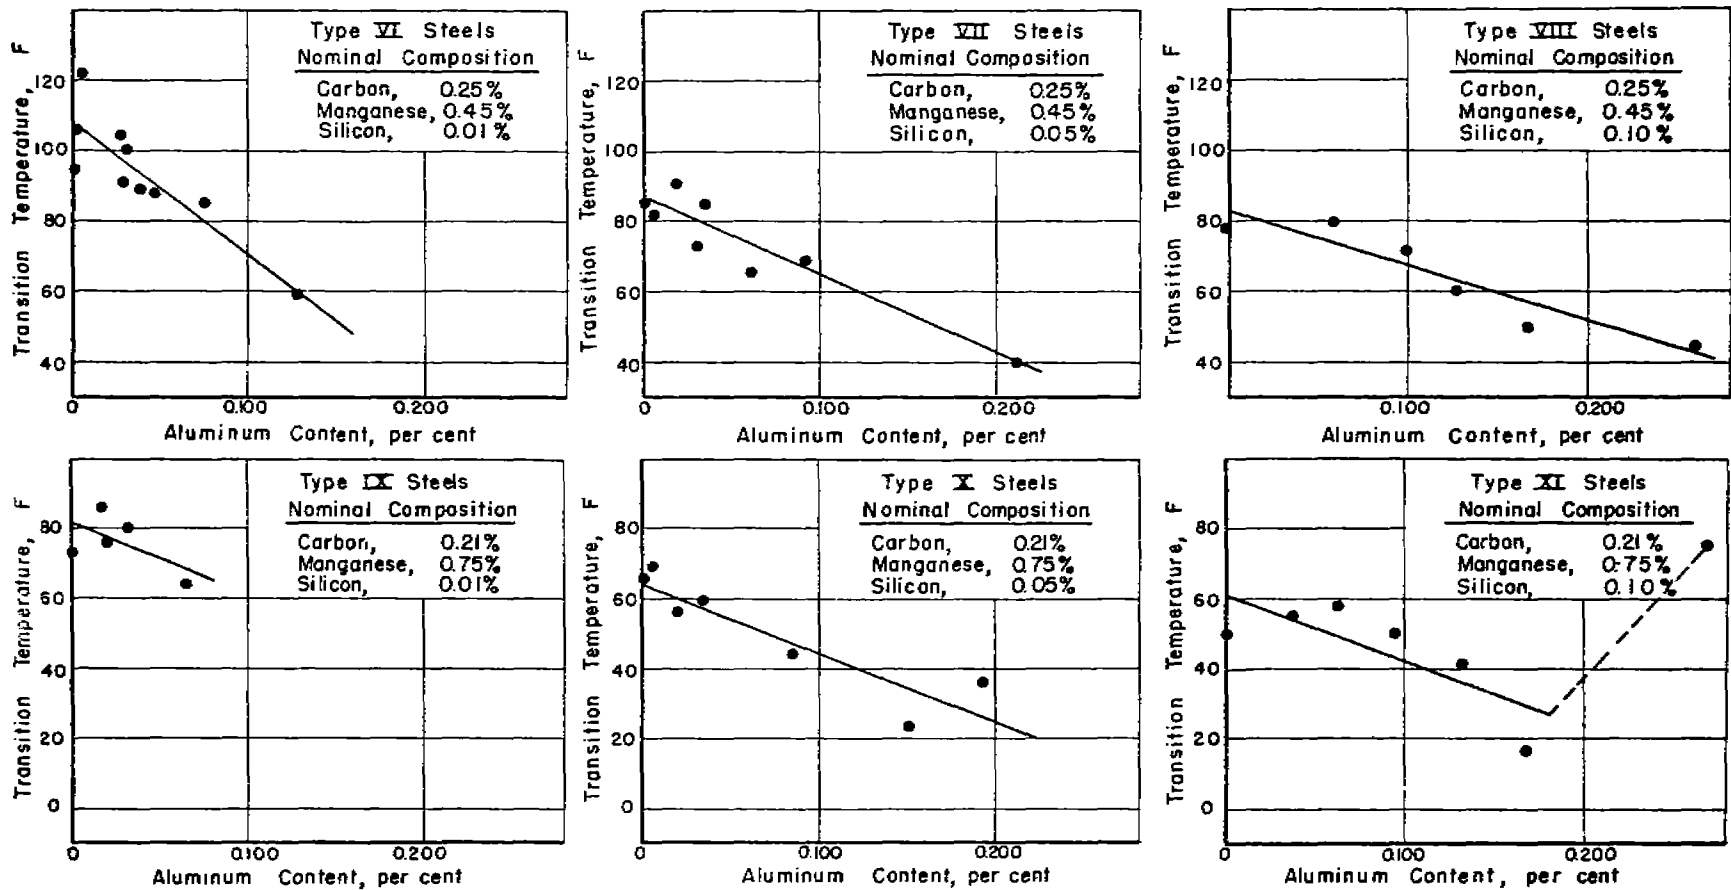 Type VI Steels
Nominal Composition
Carbon, 0.25%
Manganese, 0.45%
Silicon, 0.01%
Transition Temperature, F
120
100
80
60
40
0 0.100 0.200
Aluminum Content, per cent
Type VII Steels
Nominal Composition
Carbon, 0.25%
Manganese, 0.45%
Silicon, 0.05%
Transition Temperature, F
120
100
80
60
40
0 0.100 0.200
Aluminum Content, per cent
Type VIII Steels
Nominal Composition
Carbon, 0.25%
Manganese, 0.45%
Silicon, 0.10%
Transition Temperature, F
120
100
80
60
40
0 0.100 0.200
Aluminum Content, per cent
Type IX Steels
Nominal Composition
Carbon, 0.21%
Manganese, 0.75%
Silicon, 0.01%
Transition Temperature, F
80
60
40
20
0
0 0.100 0.200
Aluminum Content, per cent
Type X Steels
Nominal Composition
Carbon, 0.21%
Manganese, 0.75%
Silicon, 0.05%
Transition Temperature, F
80
60
40
20
0
0 0.100 0.200
Aluminum Content, per cent
Type XI Steels
Nominal Composition
Carbon, 0.21%
Manganese, 0.75%
Silicon, 0.10%
Transition Temperature, F
80
60
40
20
0
0 0.100 0.200
Aluminum Content, per cent